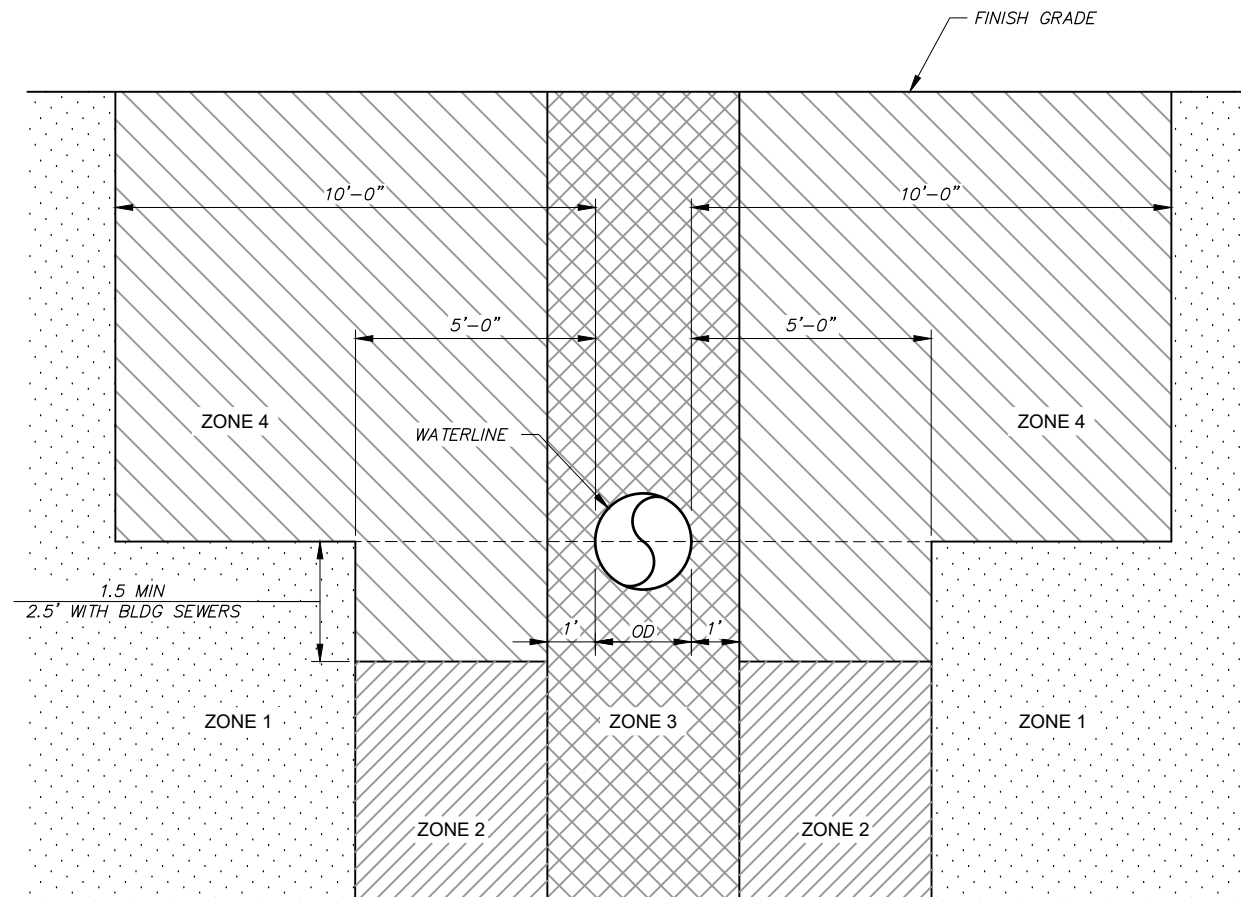 FINISH GRADE
10'-0" 10'-0"
5'-0" 5'-0"
ZONE 4 ZONE 4
WATERLINE
1.5 MIN
2.5' WITH BLDG SEWERS
1' OD 1'
ZONE 1 ZONE 3 ZONE 1
ZONE 2 ZONE 2